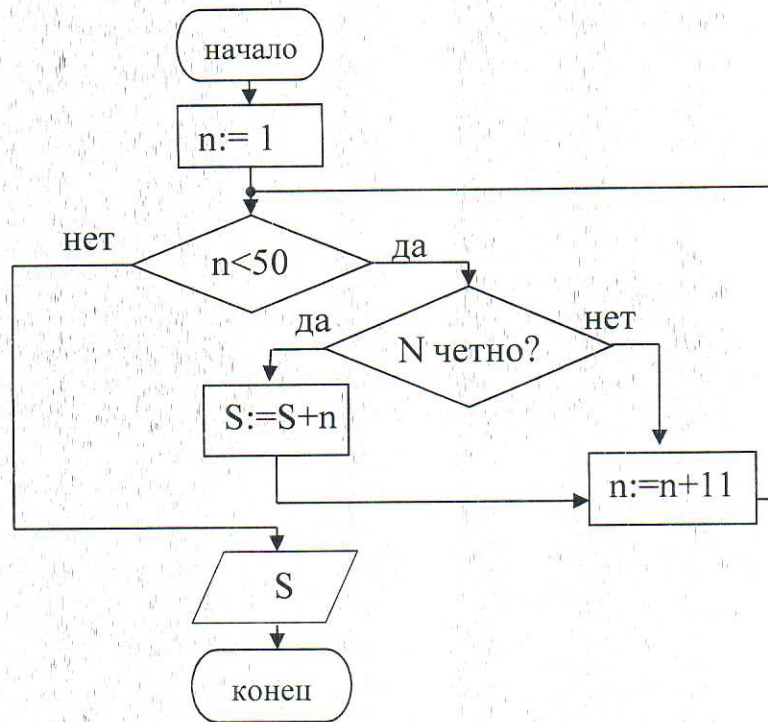 начало
n:= 1
нет
n<50
да
да
N четно?
нет
S:=S+n
n:=n+11
S
конец